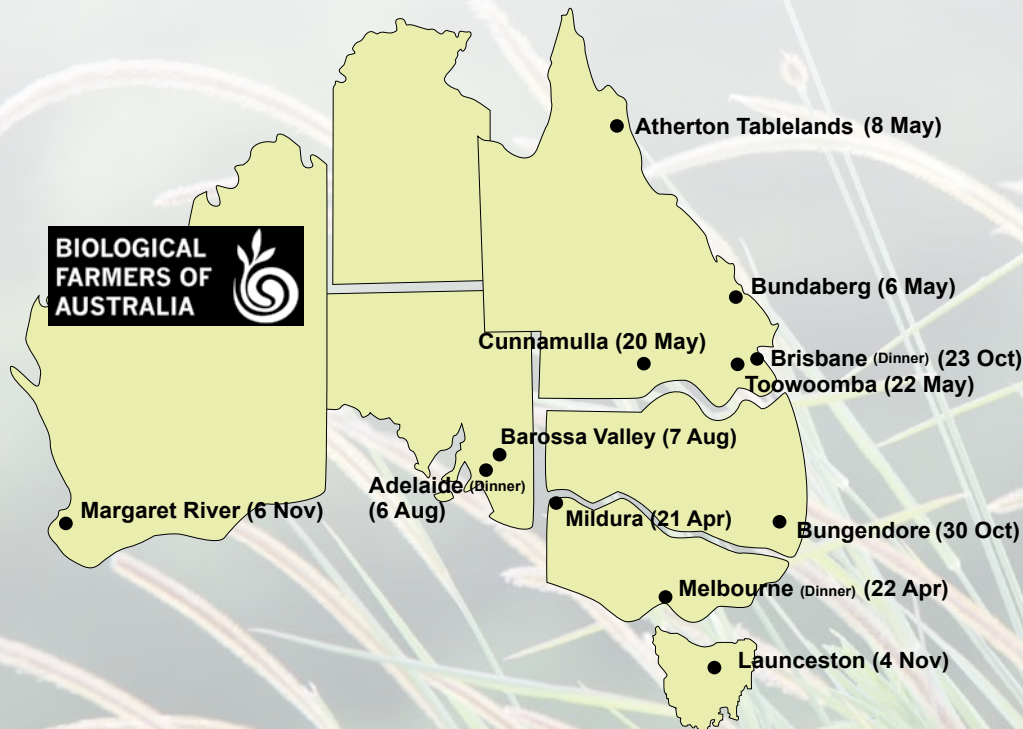 Atherton Tablelands (8 May)
BIOLOGICAL
FARMERS OF
AUSTRALIA
Bundaberg (6 May)
Cunnamulla (20 May)
Brisbane (Dinner) (23 Oct)
Toowoomba (22 May)
Barossa Valley (7 Aug)
Adelaide (Dinner)
(6 Aug)
Margaret River (6 Nov)
Mildura (21 Apr)
Bungendore (30 Oct)
Melbourne (Dinner) (22 Apr)
Launceston (4 Nov)